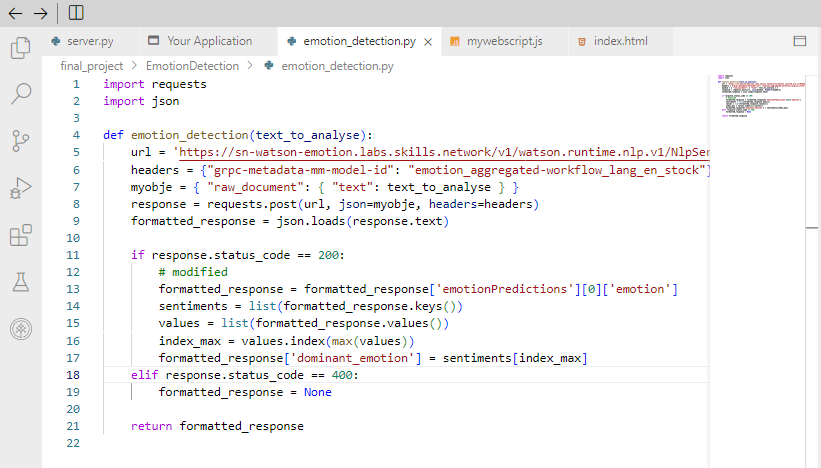 server.py Your Application emotion_detection.py mywebscript.js index.html
final_project > EmotionDetection > emotion_detection.py
1 import requests
2 import json
3
4 def emotion_detection(text_to_analyse):
5 url = 'https://sn-watson-emotion.labs.skills.network/v1/watson.runtime.nlp.v1/NlpSer
6 headers = {"grpc-metadata-mm-model-id": "emotion_aggregated-workflow_lang_en_stock"}
7 myobje = { "raw_document": { "text": text_to_analyse } }
8 response = requests.post(url, json=myobje, headers=headers)
9 formatted_response = json.loads(response.text)
10
11 if response.status_code == 200:
12 # modified
13 formatted_response = formatted_response['emotionPredictions'][0]['emotion']
14 sentiments = list(formatted_response.keys())
15 values = list(formatted_response.values())
16 index_max = values.index(max(values))
17 formatted_response['dominant_emotion'] = sentiments[index_max]
18 elif response.status_code == 400:
19 formatted_response = None
20
21 return formatted_response
22